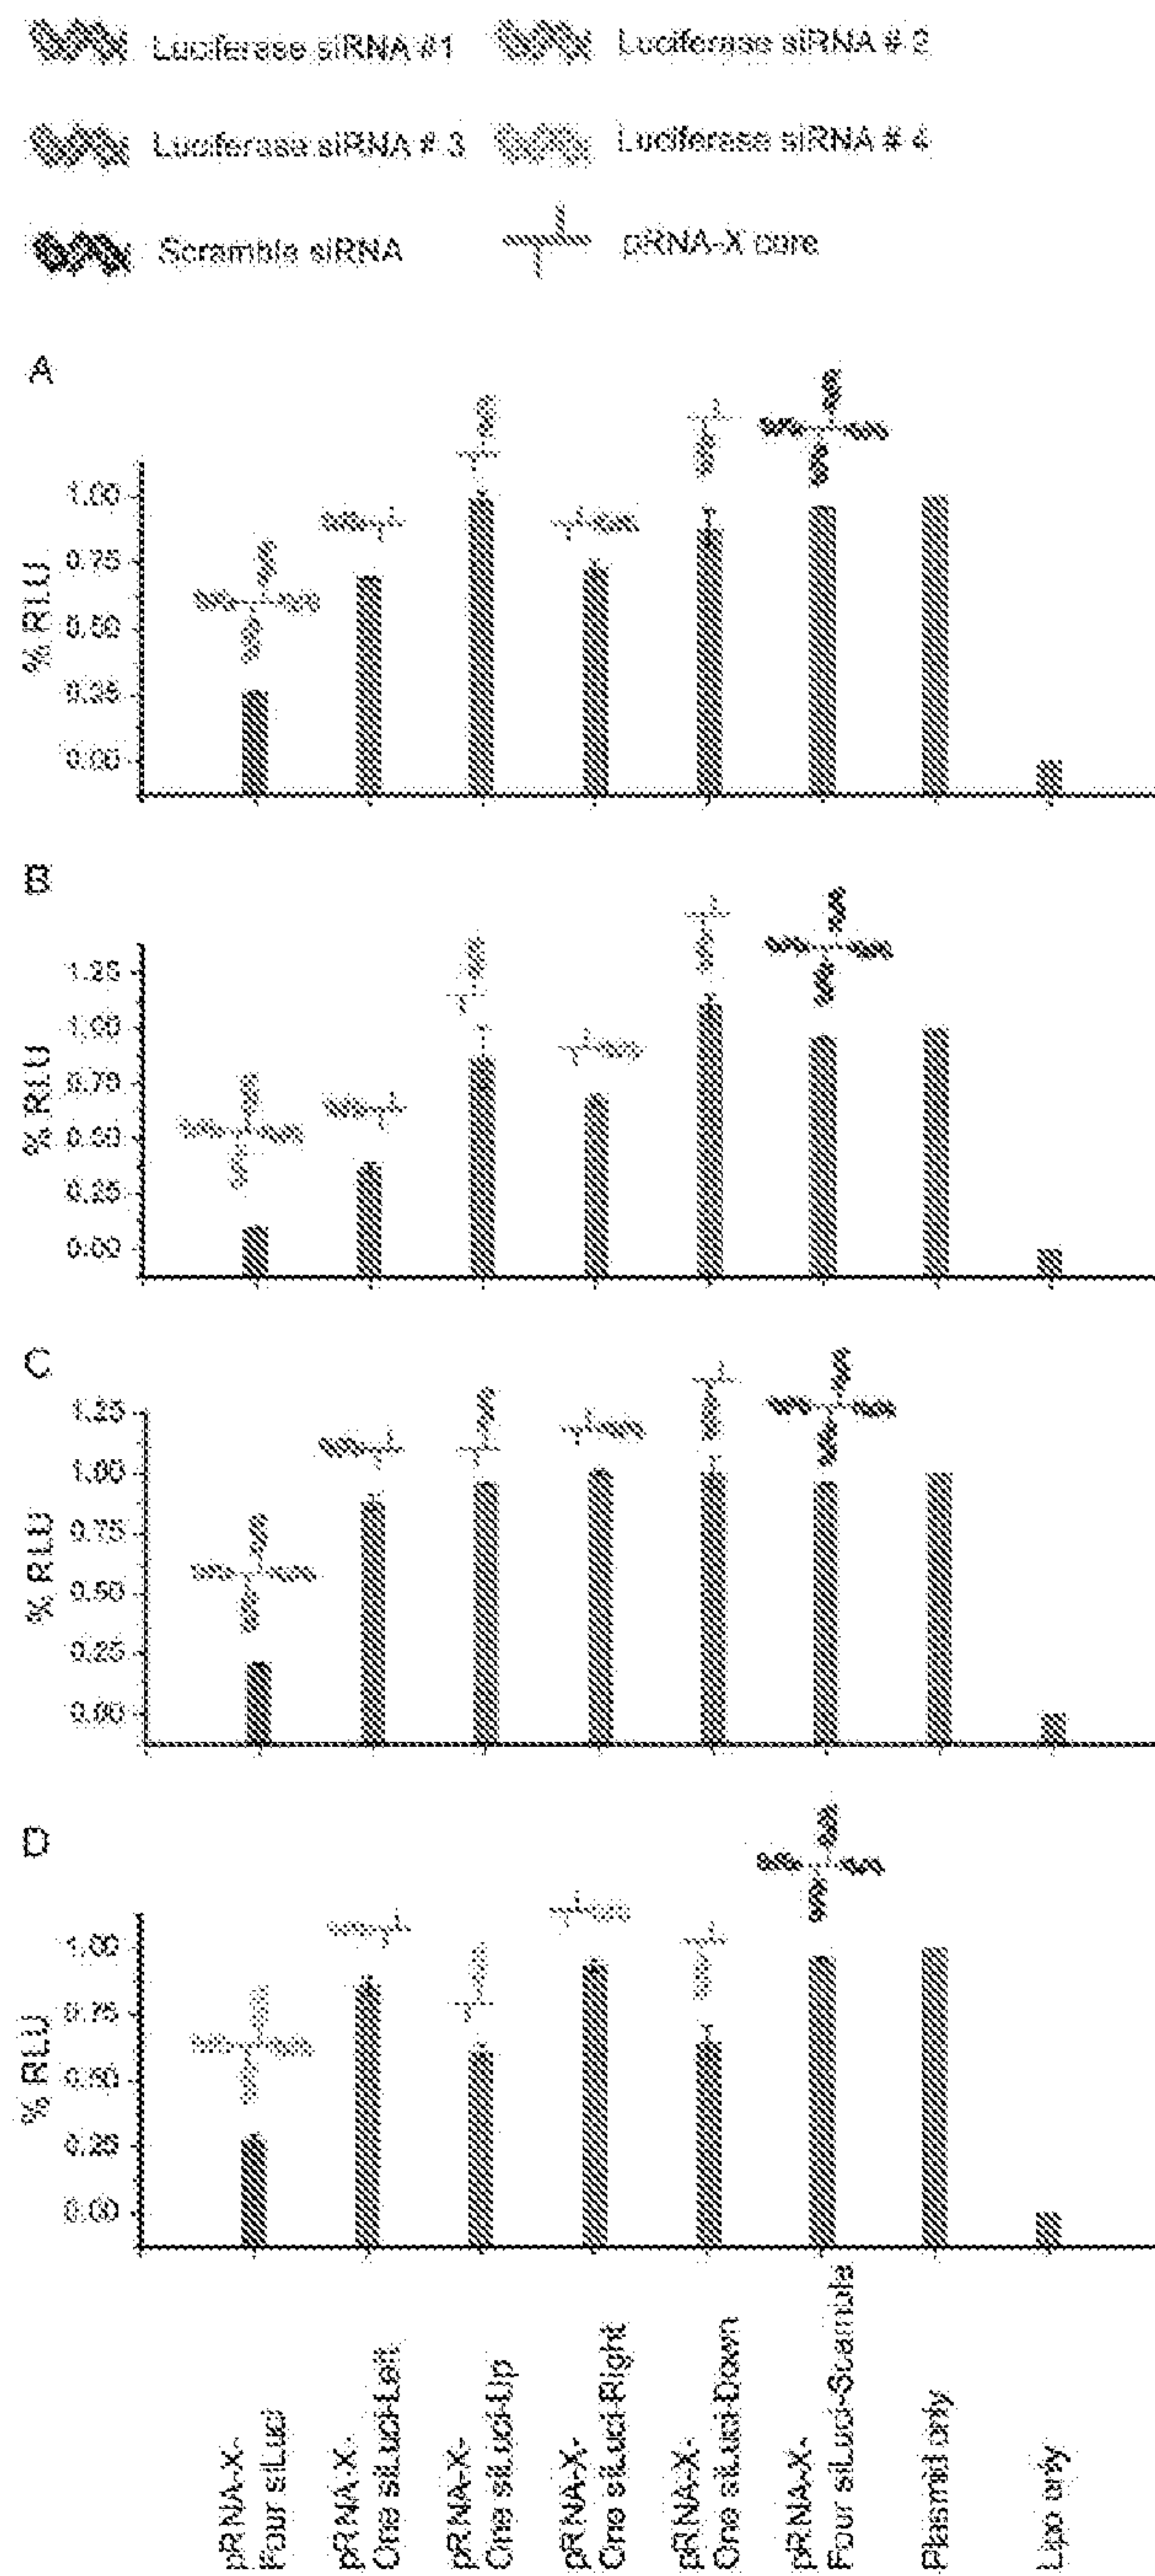 Luciferase siRNA #1
Luciferase siRNA # 2
Luciferase siRNA # 3
Luciferase siRNA # 4
Scramble siRNA
pRNA-X core
A
% RLU
1.00
0.75
0.50
0.25
0.00
B
% RLU
1.25
1.00
0.75
0.50
0.25
0.00
C
% RLU
1.25
1.00
0.75
0.50
0.25
0.00
D
% RLU
1.00
0.75
0.50
0.25
0.00
pRNA-X-
Four siLuci
pRNA-X-
One siLuci-Left
pRNA-X-
One siLuci-Up
pRNA-X-
One siLuci-Right
pRNA-X-
One siLuci-Down
pRNA-X-
Four siLuci-Scamble
Plasmid only
Lipo only